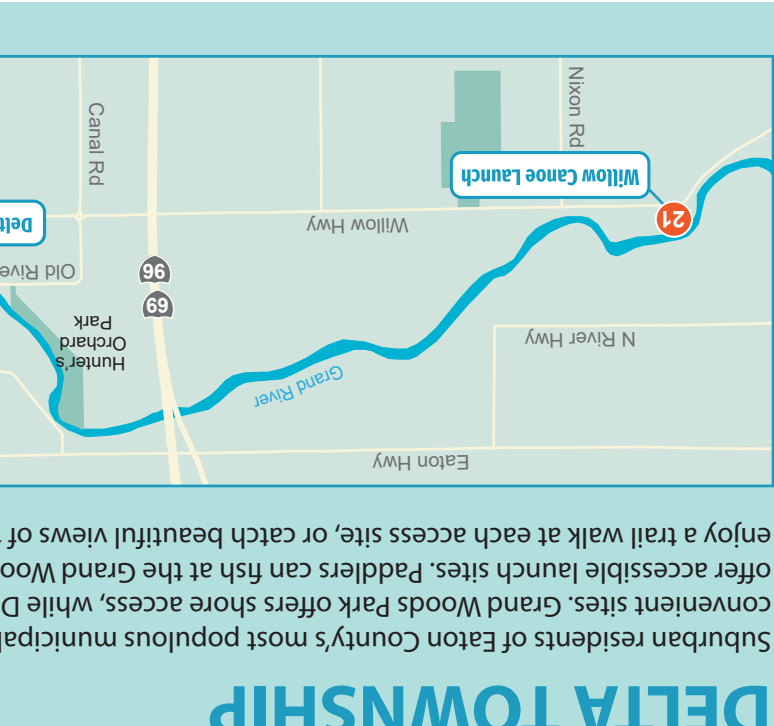 DELTA TOWNSHIP
Suburban residents of Eaton County's most populous municipal
convenient sites. Grand Woods Park offers shore access, while D
offer accessible launch sites. Paddlers can fish at the Grand Woo
enjoy a trail walk at each access site, or catch beautiful views of
Eaton Hwy
Grand River
Hunter's
Orchard
Park
N River Hwy
69
96
Old Rive
Willow Hwy
21
Delt
Willow Canoe Launch
Nixon Rd
Canal Rd